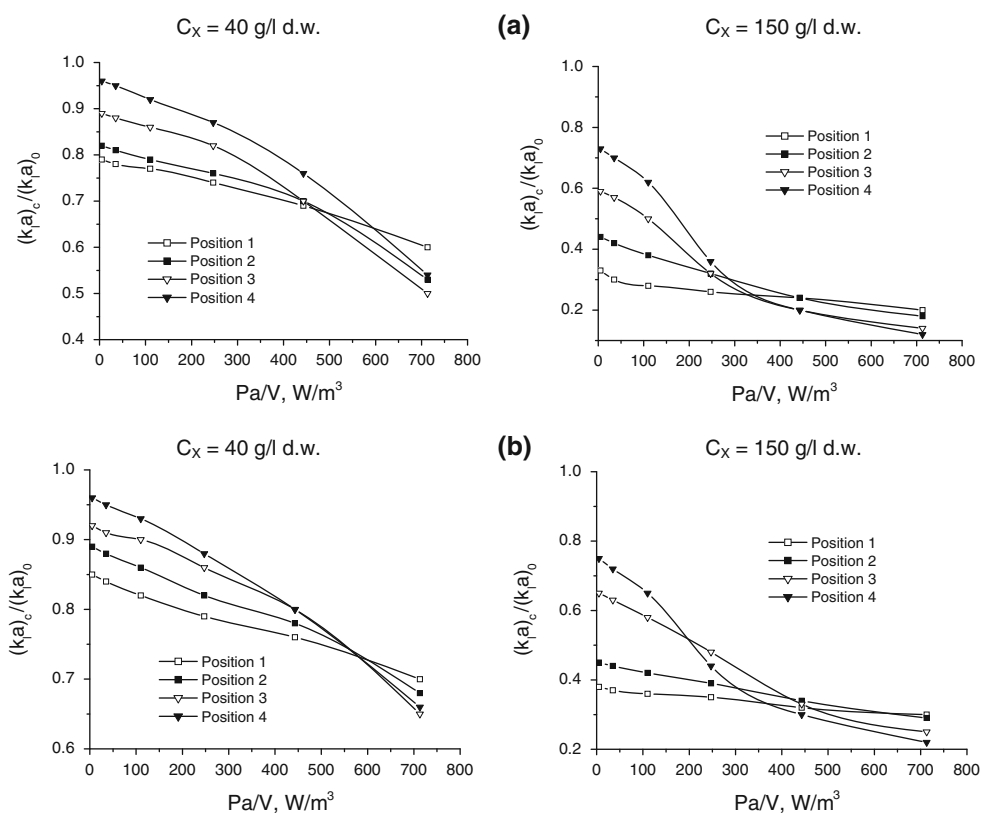 C_X = 40 g/l d.w.
(a)
C_X = 150 g/l d.w.
1.0
0.9
0.8
0.7
0.6
0.5
0.4
(k_l a)_c/(k_l a)_0
Position 1
Position 2
Position 3
Position 4
0 100 200 300 400 500 600 700 800
Pa/V, W/m³
1.0
0.8
0.6
0.4
0.2
(k_l a)_c/(k_l a)_0
Position 1
Position 2
Position 3
Position 4
0 100 200 300 400 500 600 700 800
Pa/V, W/m³
C_X = 40 g/l d.w.
(b)
C_X = 150 g/l d.w.
1.0
0.9
0.8
0.7
0.6
(k_l a)_c/(k_l a)_0
Position 1
Position 2
Position 3
Position 4
0 100 200 300 400 500 600 700 800
Pa/V, W/m³
1.0
0.8
0.6
0.4
0.2
(k_l a)_c/(k_l a)_0
Position 1
Position 2
Position 3
Position 4
0 100 200 300 400 500 600 700 800
Pa/V, W/m³